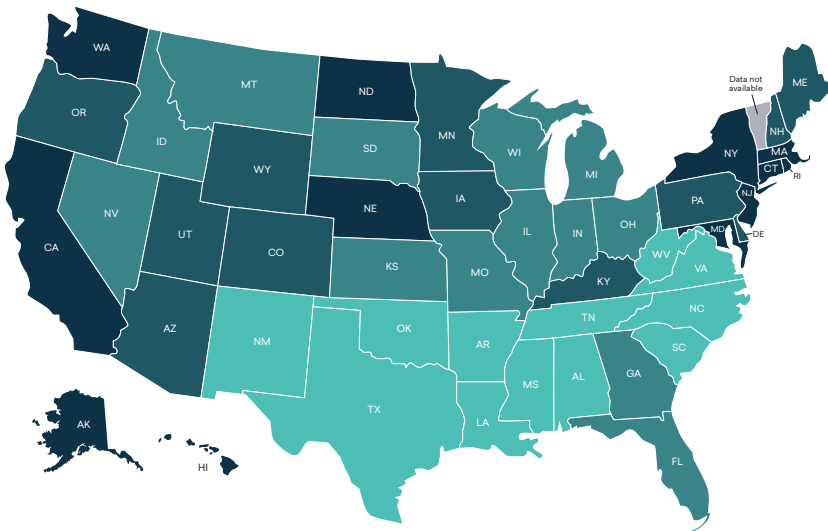 WA
MT
ND
OR
ID
SD
MN
WI
MI
Data not
available
ME
NH
NY
MA
CT
RI
WY
NE
IA
PA
NJ
NV
UT
CO
IL
IN
OH
MD
DE
CA
KS
MO
KY
WV
VA
AZ
NM
OK
AR
TN
NC
SC
TX
LA
MS
AL
GA
FL
AK
HI